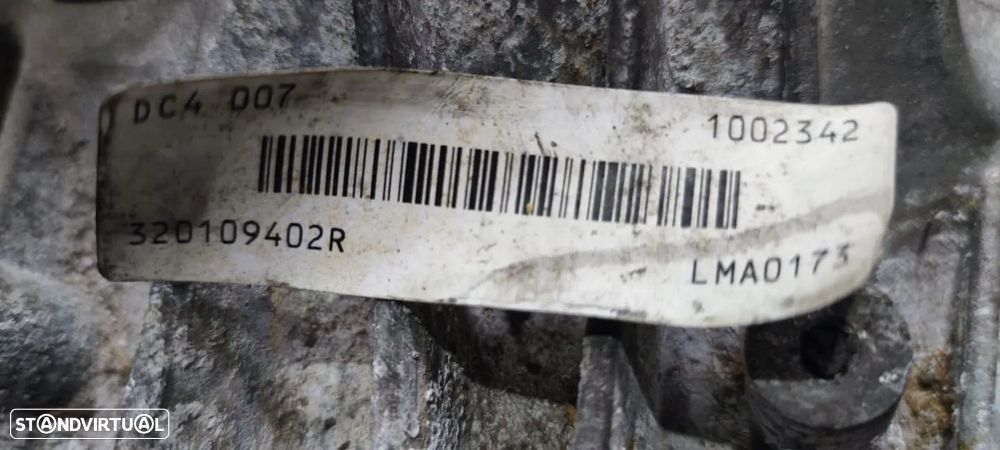 DC4 007
1002342
320109402R
LMA0173
STANDVIRTUAL